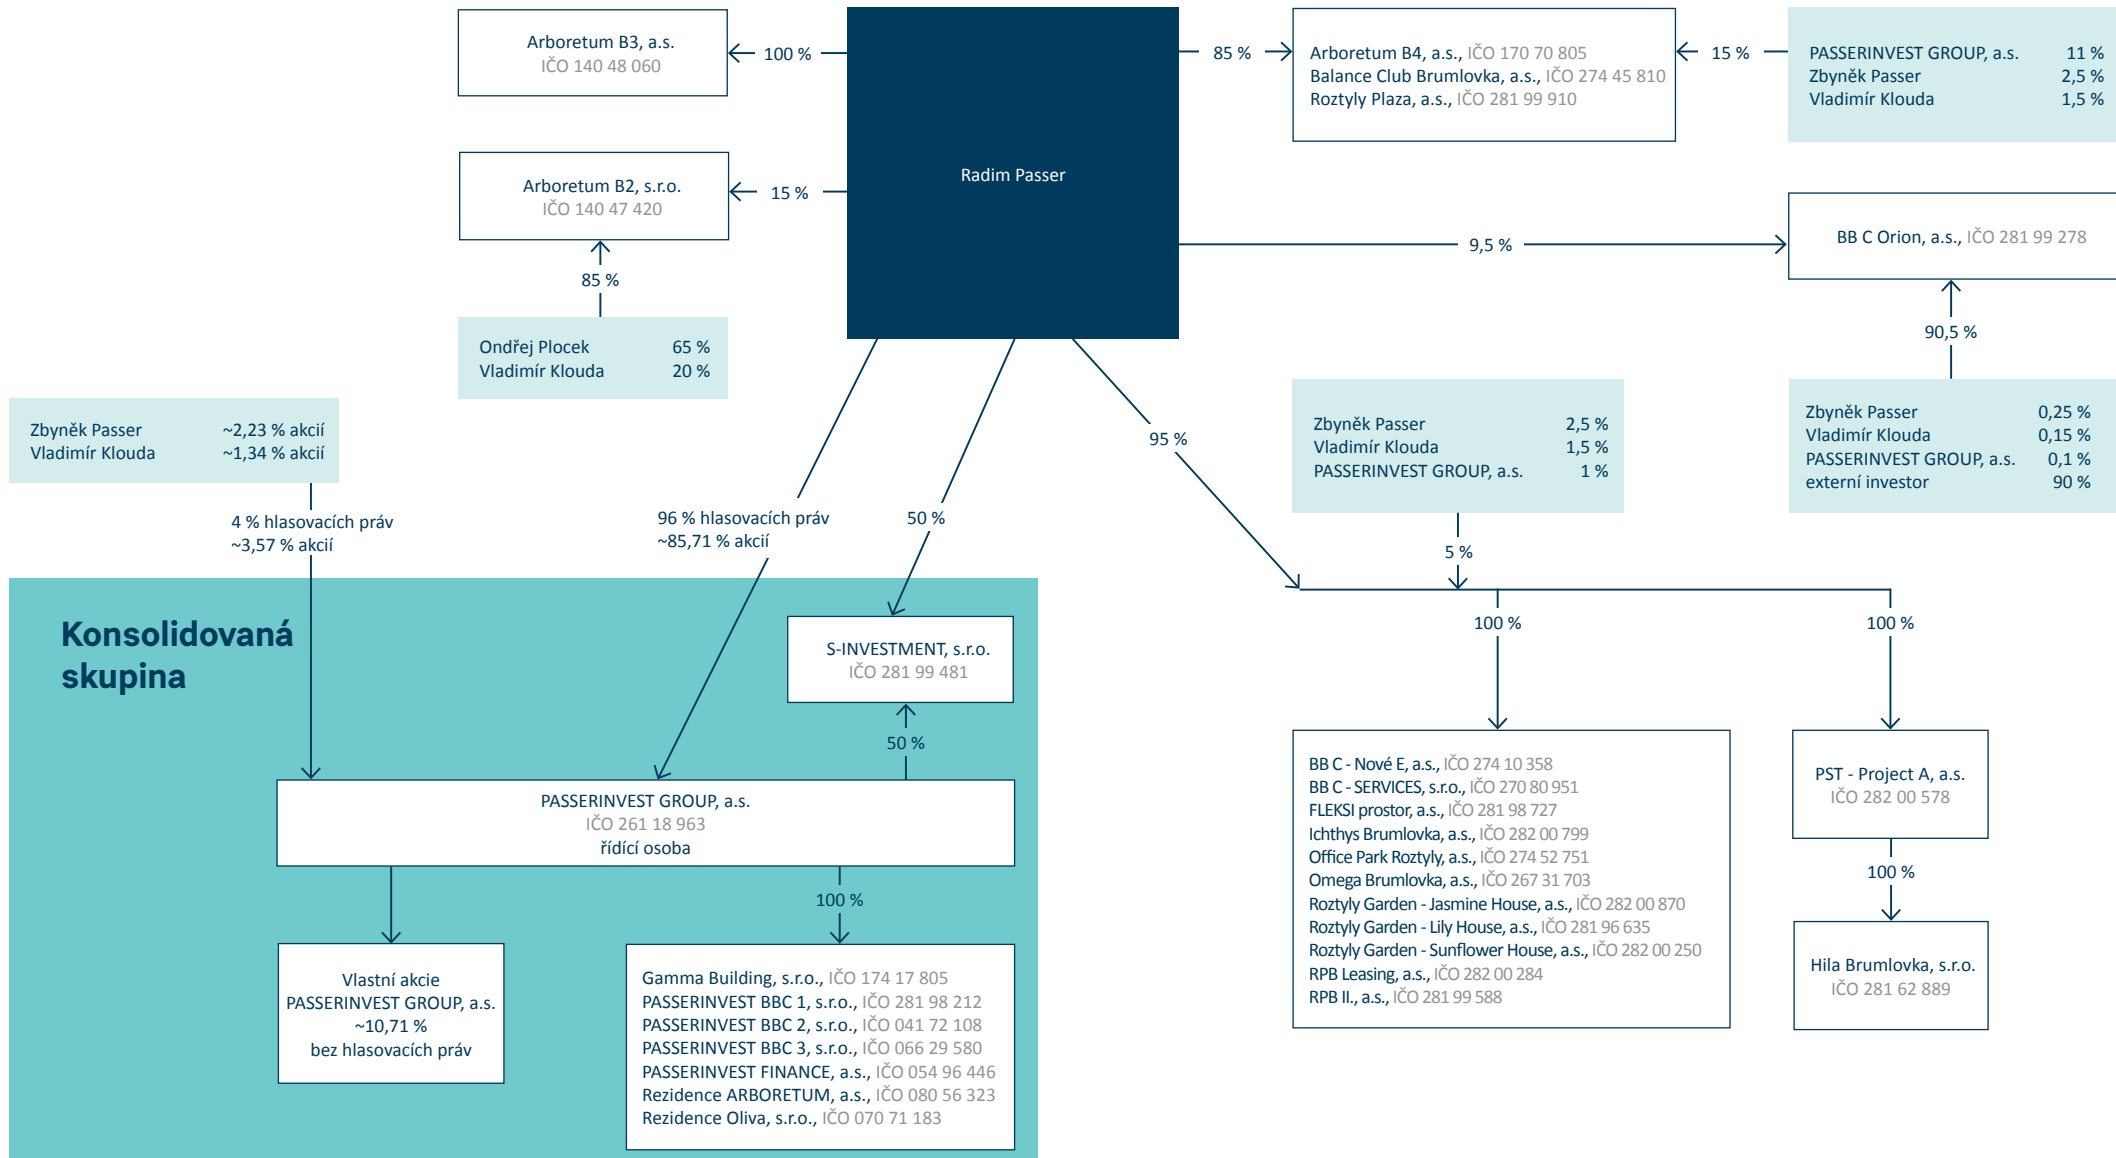 Arboretum B3, a.s.
IČO 140 48 060
100 %
Radim Passer
85 %
Arboretum B4, a.s., IČO 170 70 805
Balance Club Brumlovka, a.s., IČO 274 45 810
Roztyly Plaza, a.s., IČO 281 99 910
15 %
PASSERINVEST GROUP, a.s. 11 %
Zbyněk Passer 2,5 %
Vladimír Klouda 1,5 %
Arboretum B2, s.r.o.
IČO 140 47 420
15 %
9,5 %
BB C Orion, a.s., IČO 281 99 278
85 %
90,5 %
Ondřej Plocek 65 %
Vladimír Klouda 20 %
Zbyněk Passer ~2,23 % akcií
Vladimír Klouda ~1,34 % akcií
95 %
Zbyněk Passer 2,5 %
Vladimír Klouda 1,5 %
PASSERINVEST GROUP, a.s. 1 %
Zbyněk Passer 0,25 %
Vladimír Klouda 0,15 %
PASSERINVEST GROUP, a.s. 0,1 %
externí investor 90 %
4 % hlasovacích práv
~3,57 % akcií
96 % hlasovacích práv
~85,71 % akcií
50 %
5 %
Konsolidovaná
skupina
S-INVESTMENT, s.r.o.
IČO 281 99 481
50 %
100 %
100 %
PASSERINVEST GROUP, a.s.
IČO 261 18 963
řídící osoba
BB C - Nové E, a.s., IČO 274 10 358
BB C - SERVICES, s.r.o., IČO 270 80 951
FLEKSI prostor, a.s., IČO 281 98 727
Ichthys Brumlovka, a.s., IČO 282 00 799
Office Park Roztyly, a.s., IČO 274 52 751
Omega Brumlovka, a.s., IČO 267 31 703
Roztyly Garden - Jasmine House, a.s., IČO 282 00 870
Roztyly Garden - Lily House, a.s., IČO 281 96 635
Roztyly Garden - Sunflower House, a.s., IČO 282 00 250
RPB Leasing, a.s., IČO 282 00 284
RPB II., a.s., IČO 281 99 588
PST - Project A, a.s.
IČO 282 00 578
100 %
Hila Brumlovka, s.r.o.
IČO 281 62 889
100 %
Vlastní akcie
PASSERINVEST GROUP, a.s.
~10,71 %
bez hlasovacích práv
Gamma Building, s.r.o., IČO 174 17 805
PASSERINVEST BBC 1, s.r.o., IČO 281 98 212
PASSERINVEST BBC 2, s.r.o., IČO 041 72 108
PASSERINVEST BBC 3, s.r.o., IČO 066 29 580
PASSERINVEST FINANCE, a.s., IČO 054 96 446
Rezidence ARBORETUM, a.s., IČO 080 56 323
Rezidence Oliva, s.r.o., IČO 070 71 183